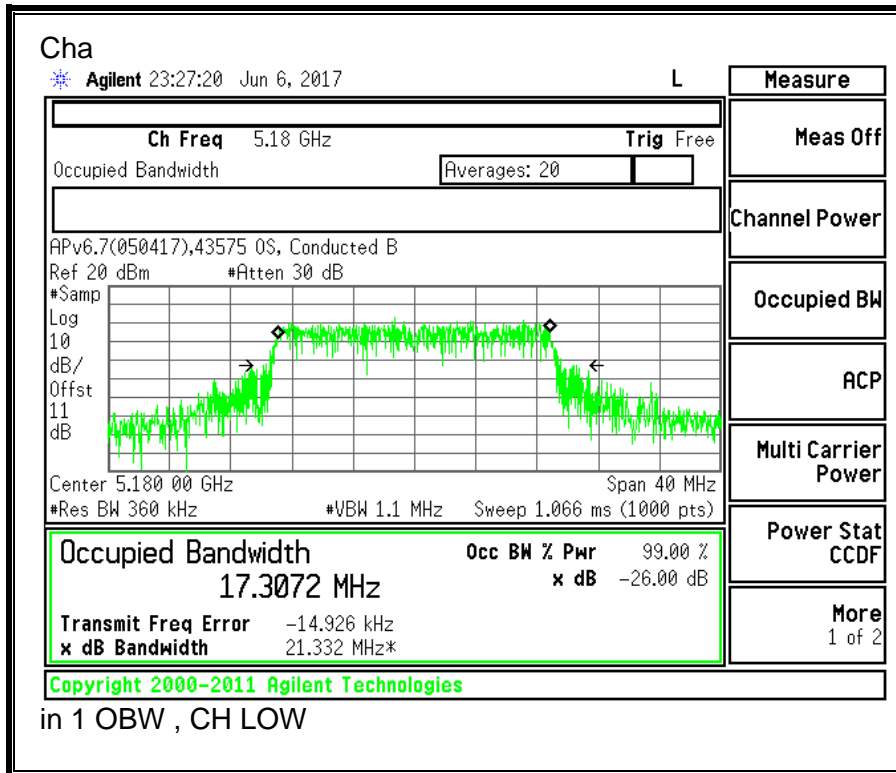 Cha
Agilent 23:27:20 Jun 6, 2017 L
Measure
Ch Freq 5.18 GHz Trig Free
Meas Off
Occupied Bandwidth Averages: 20
Channel Power
APv6.7(050417),43575 OS, Conducted B
Ref 20 dBm #Atten 30 dB
#Samp
Log
10
dB/
Offst
11
dB
Occupied BW
ACP
Multi Carrier
Power
Center 5.180 00 GHz Span 40 MHz
#Res BW 360 kHz #VBW 1.1 MHz Sweep 1.066 ms (1000 pts)
Power Stat
CCDF
Occupied Bandwidth Occ BW % Pwr 99.00 %
17.3072 MHz x dB -26.00 dB
Transmit Freq Error -14.926 kHz
x dB Bandwidth 21.332 MHz*
More
1 of 2
Copyright 2000-2011 Agilent Technologies
in 1 OBW , CH LOW